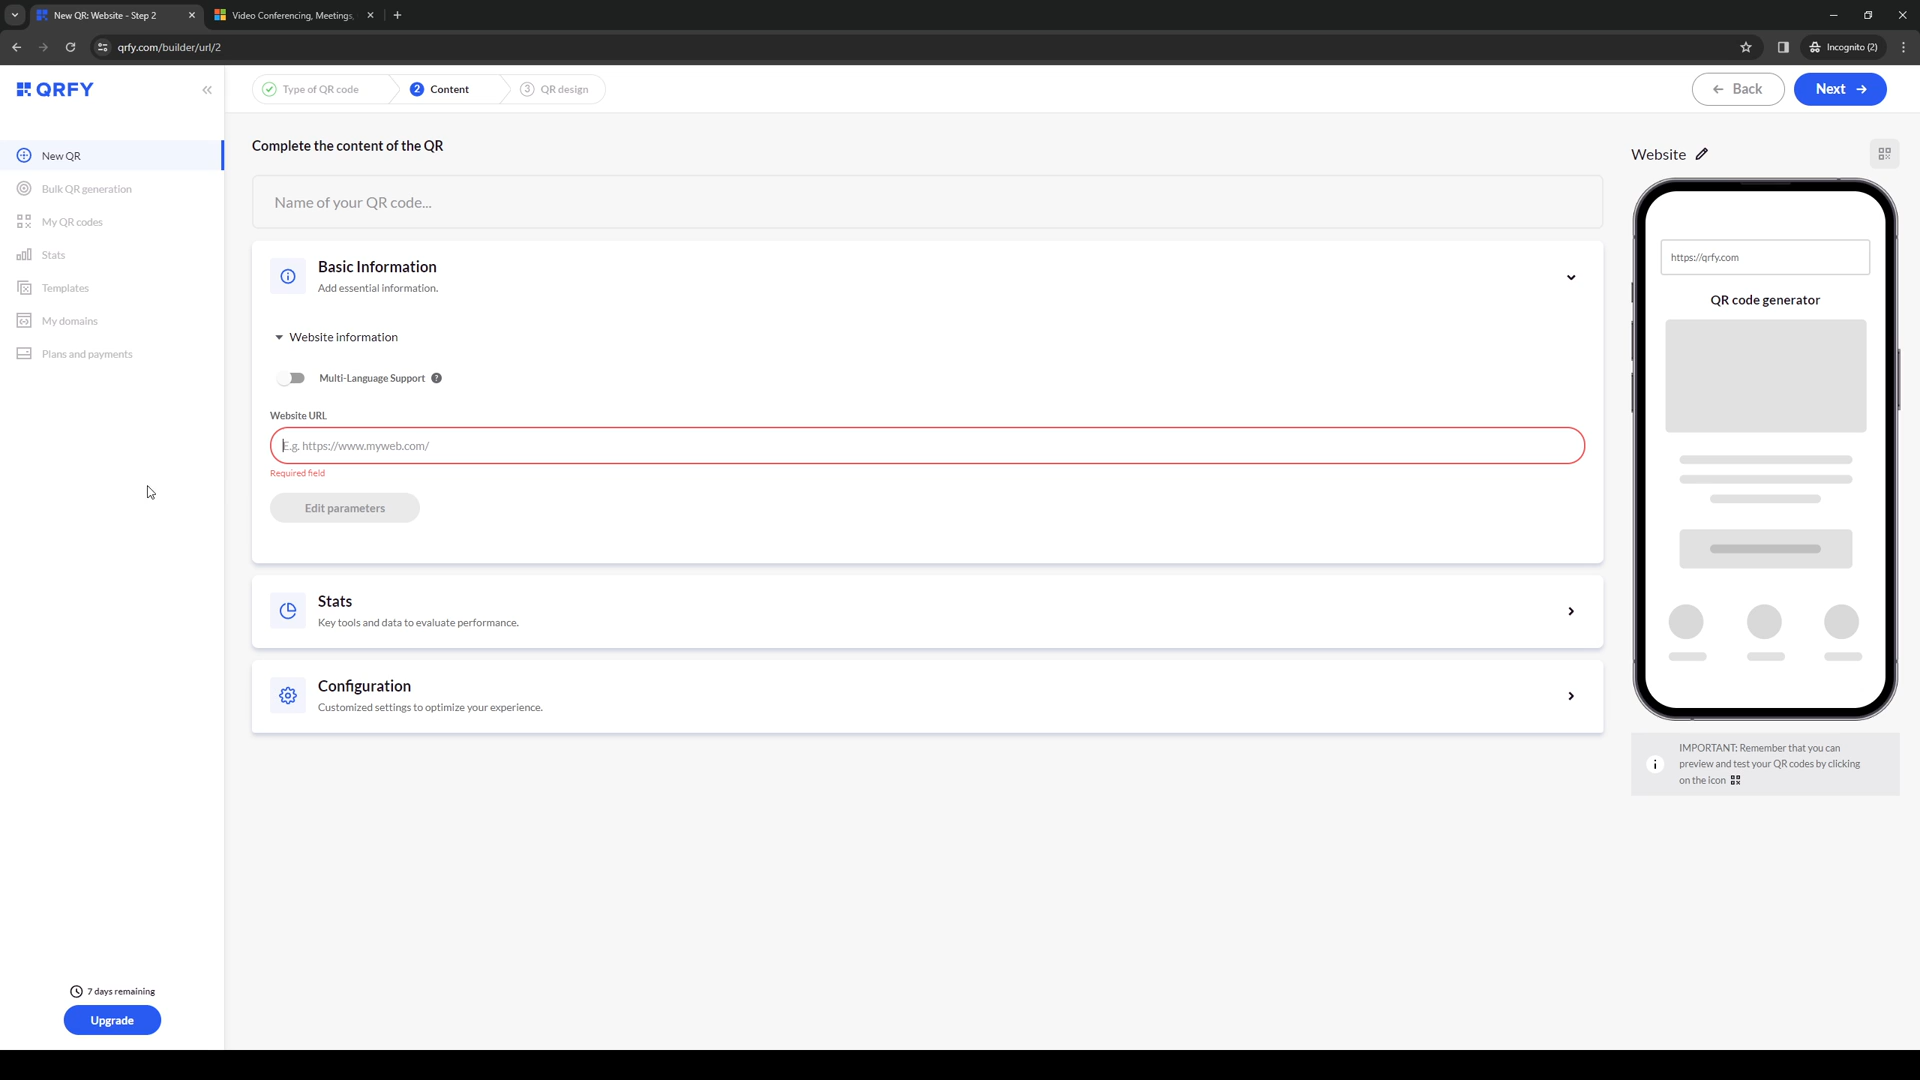 New QR: Website - Step 2
Video Conferencing, Meetings,
qrfy.com/builder/url/2
Incognito (2)
QRFY
Type of QR code
2 Content
3 QR design
Back
Next
New QR
Bulk QR generation
My QR codes
Stats
Templates
My domains
Plans and payments
7 days remaining
Upgrade
Complete the content of the QR
Name of your QR code...
Basic Information
Add essential information.
Website information
Multi-Language Support ?
Website URL
E.g. https://www.myweb.com/
Required field
Edit parameters
Stats
Key tools and data to evaluate performance.
Configuration
Customized settings to optimize your experience.
Website
https://qrfy.com
QR code generator
IMPORTANT: Remember that you can
preview and test your QR codes by clicking
on the icon